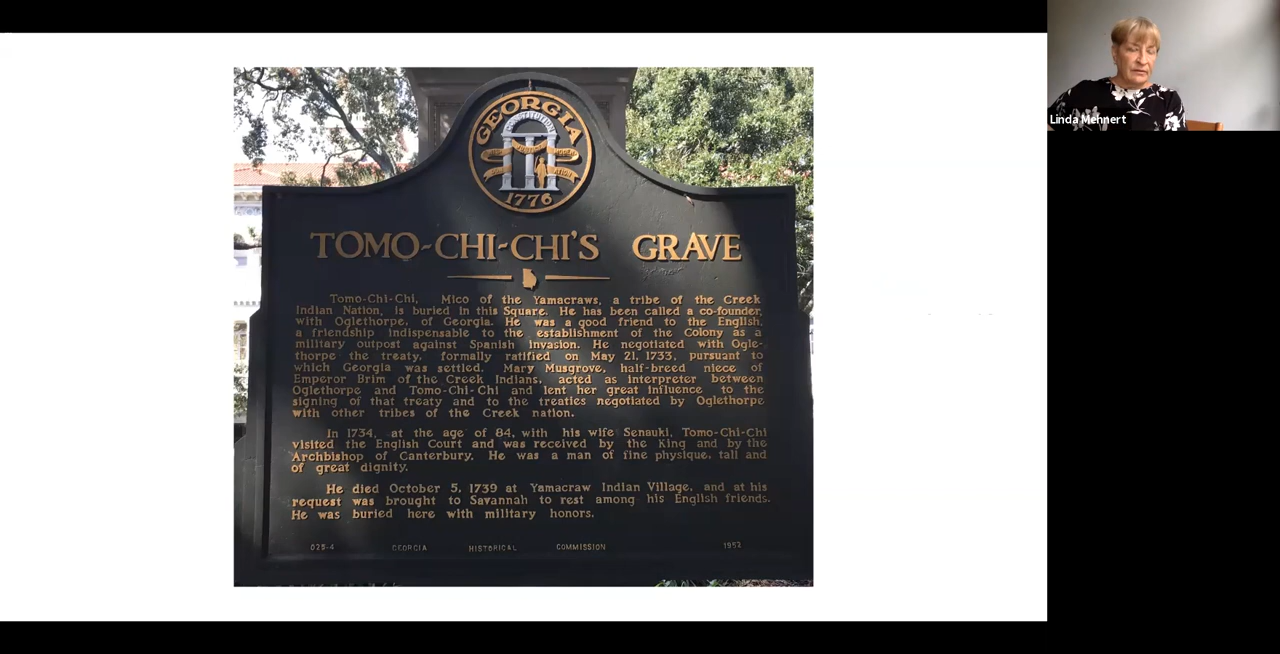 GEORGIA
CONSTITUTION
1776
TOMO-CHI-CHI'S GRAVE
Tomo-Chi-Chi, Mico of the Yamacraws, a tribe of the Creek
Indian Nation, is buried in this Square. He has been called a co-founder,
with Oglethorpe, of Georgia. He was a good friend to the English,
a friendship indispensable to the establishment of the Colony as a
military outpost against Spanish invasion. He negotiated with Ogle-
thorpe the treaty, formally ratified on May 21, 1733, pursuant to
which Georgia was settled. Mary Musgrove, half-breed niece of
Emperor Brim of the Creek Indians, acted as interpreter between
Oglethorpe and Tomo-Chi-Chi and lent her great influence to the
signing of that treaty and to the treaties negotiated by Oglethorpe
with other tribes of the Creek nation.
In 1734, at the age of 84, with his wife Senauki, Tomo-Chi-Chi
visited the English Court and was received by the King and by the
Archbishop of Canterbury. He was a man of fine physique, tall and
of great dignity.
He died October 5, 1739 at Yamacraw Indian Village, and at his
request was brought to Savannah to rest among his English friends.
He was buried here with military honors.
025-4 GEORGIA HISTORICAL COMMISSION 1952
Linda Mehnert